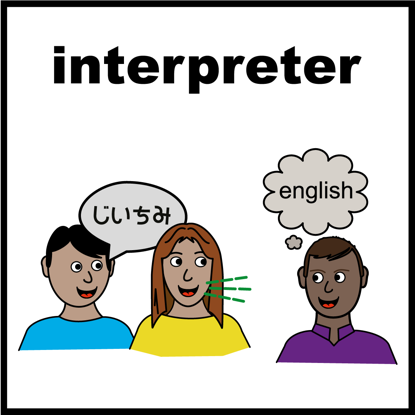 interpreter
じいちみ
english